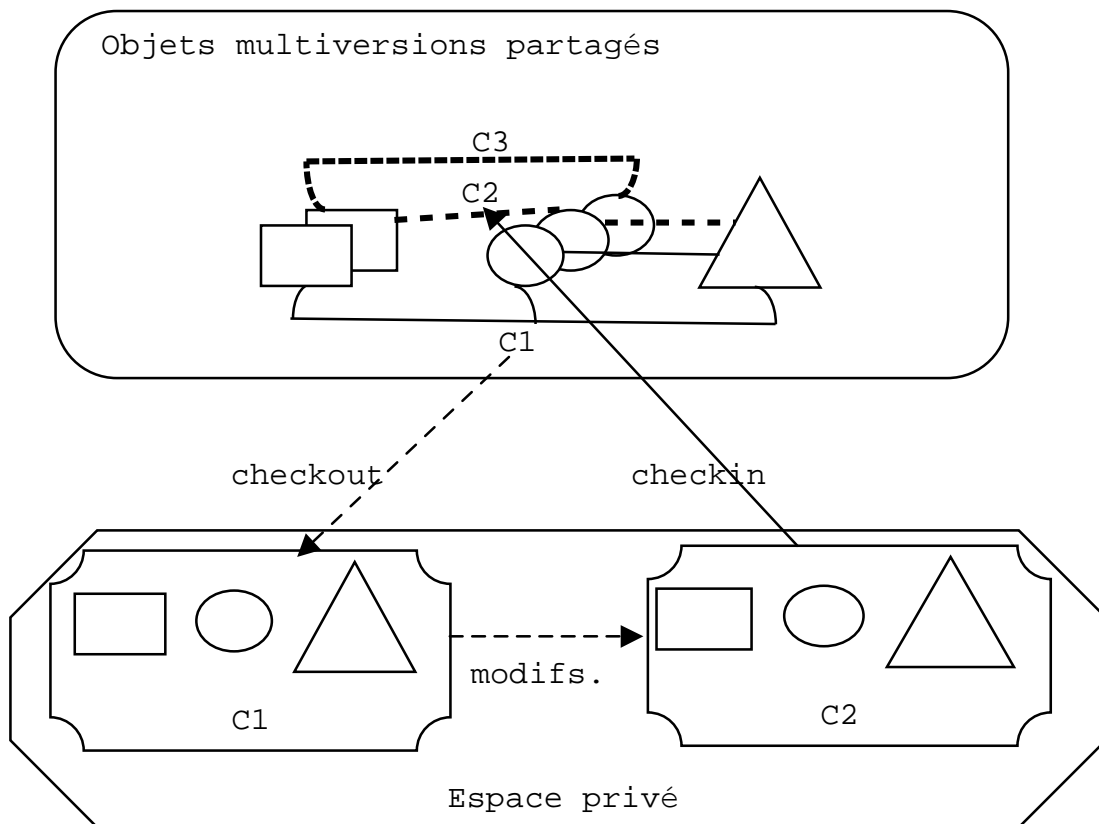 Objets multiversions partagés
C3
C2
C1
checkout
checkin
modifs.
C1
C2
Espace privé